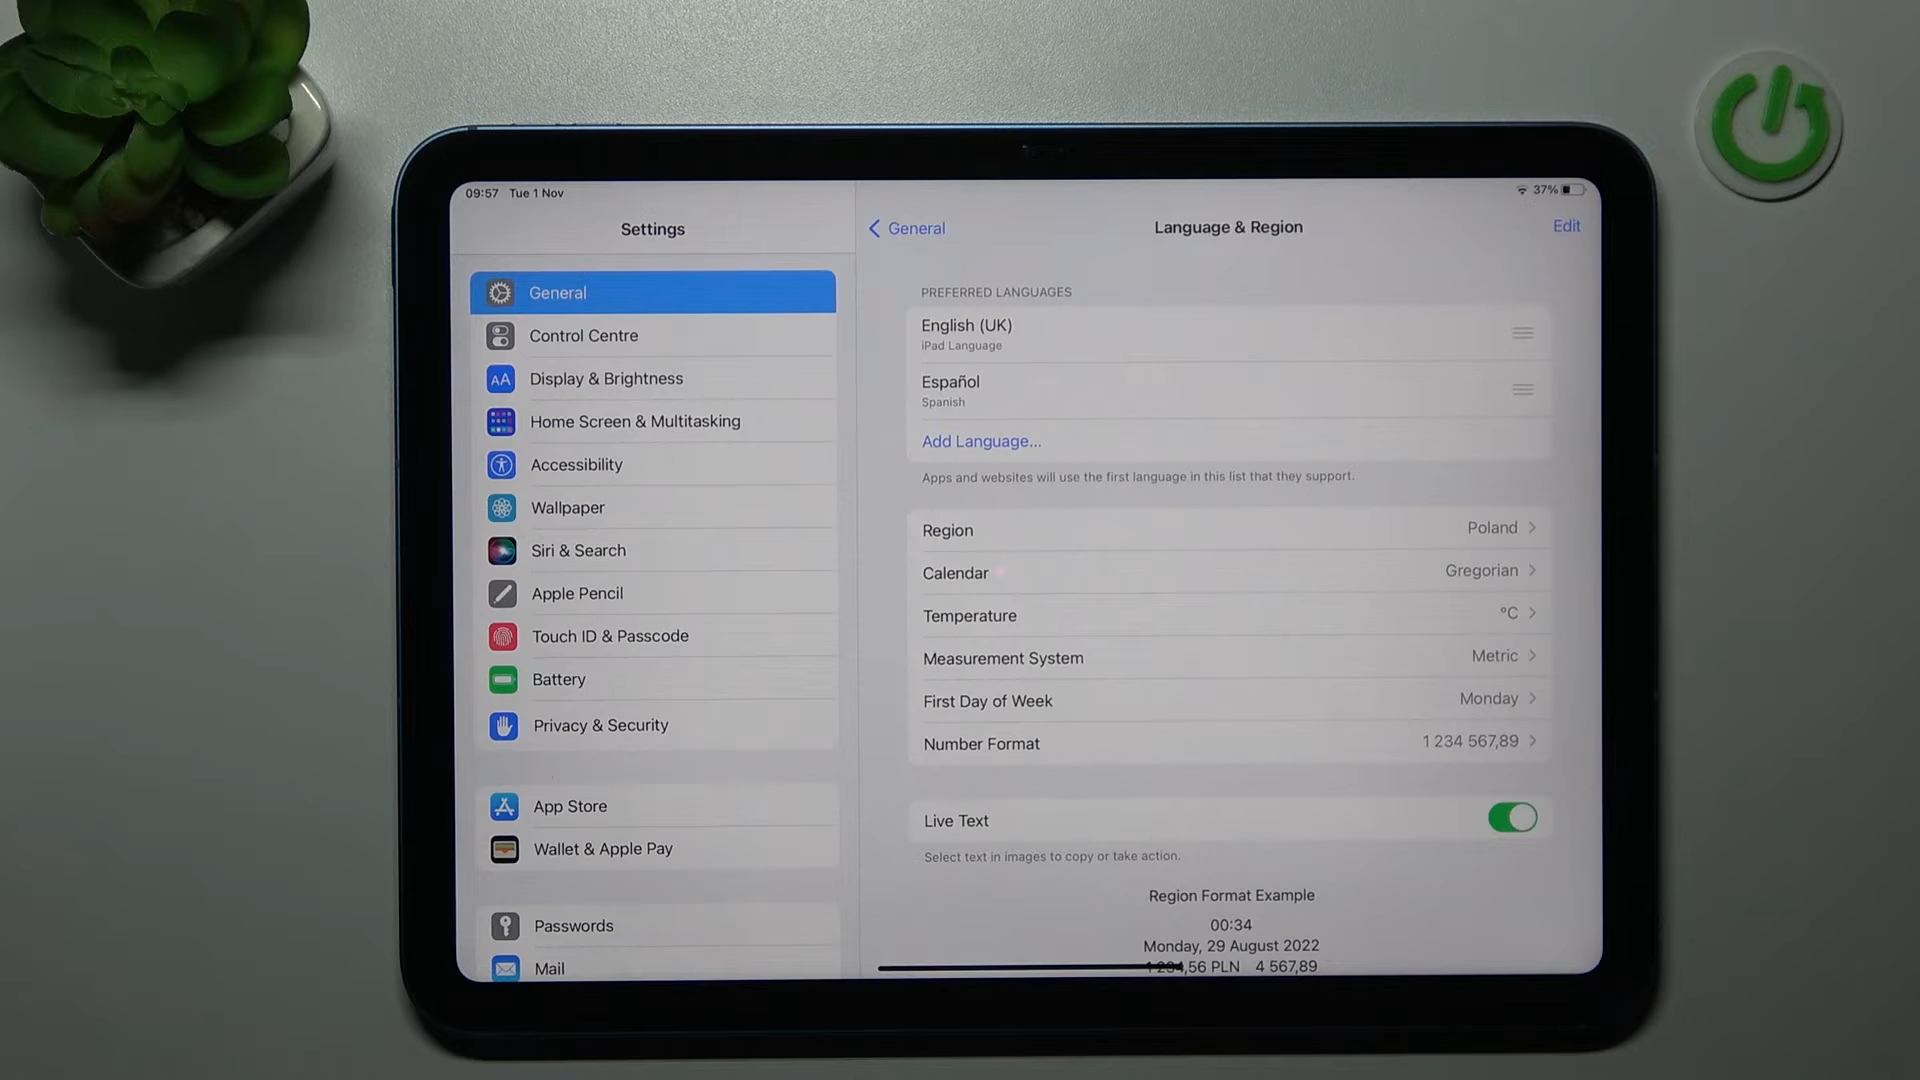 09:57 Tue 1 Nov
37%
Settings
General
Control Centre
AA Display & Brightness
Home Screen & Multitasking
Accessibility
Wallpaper
Siri & Search
Apple Pencil
Touch ID & Passcode
Battery
Privacy & Security
App Store
Wallet & Apple Pay
Passwords
Mail
General
Language & Region
Edit
PREFERRED LANGUAGES
English (UK)
iPad Language
Español
Spanish
Add Language...
Apps and websites will use the first language in this list that they support.
Region Poland
Calendar Gregorian
Temperature °C
Measurement System Metric
First Day of Week Monday
Number Format 1 234 567,89
Live Text
Select text in images to copy or take action.
Region Format Example
00:34
Monday, 29 August 2022
1 234,56 PLN 4 567,89